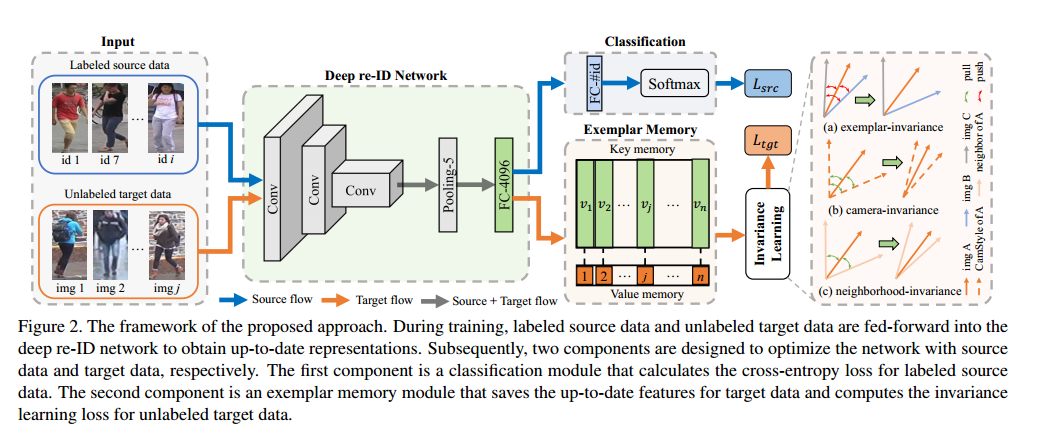 Input
Labeled source data
id 1 id 7 ... id i
Unlabeled target data
img 1 img 2 img j
Deep re-ID Network
Conv
Conv
Conv
Pooling-5
FC-4096
Source flow
Target flow
Source + Target flow
Classification
FC-#id
Softmax
Lsrc
Exemplar Memory
Key memory
v1 v2 ... vj ... vn
1 2 ... j ... n
Value memory
Ltgt
Invariance
Learning
(a) exemplar-invariance
(b) camera-invariance
(c) neighborhood-invariance
img A img B img C pull
CamStyle of A neighbor of A push
Figure 2. The framework of the proposed approach. During training, labeled source data and unlabeled target data are fed-forward into the
deep re-ID network to obtain up-to-date representations. Subsequently, two components are designed to optimize the network with source
data and target data, respectively. The first component is a classification module that calculates the cross-entropy loss for labeled source
data. The second component is an exemplar memory module that saves the up-to-date features for target data and computes the invariance
learning loss for unlabeled target data.